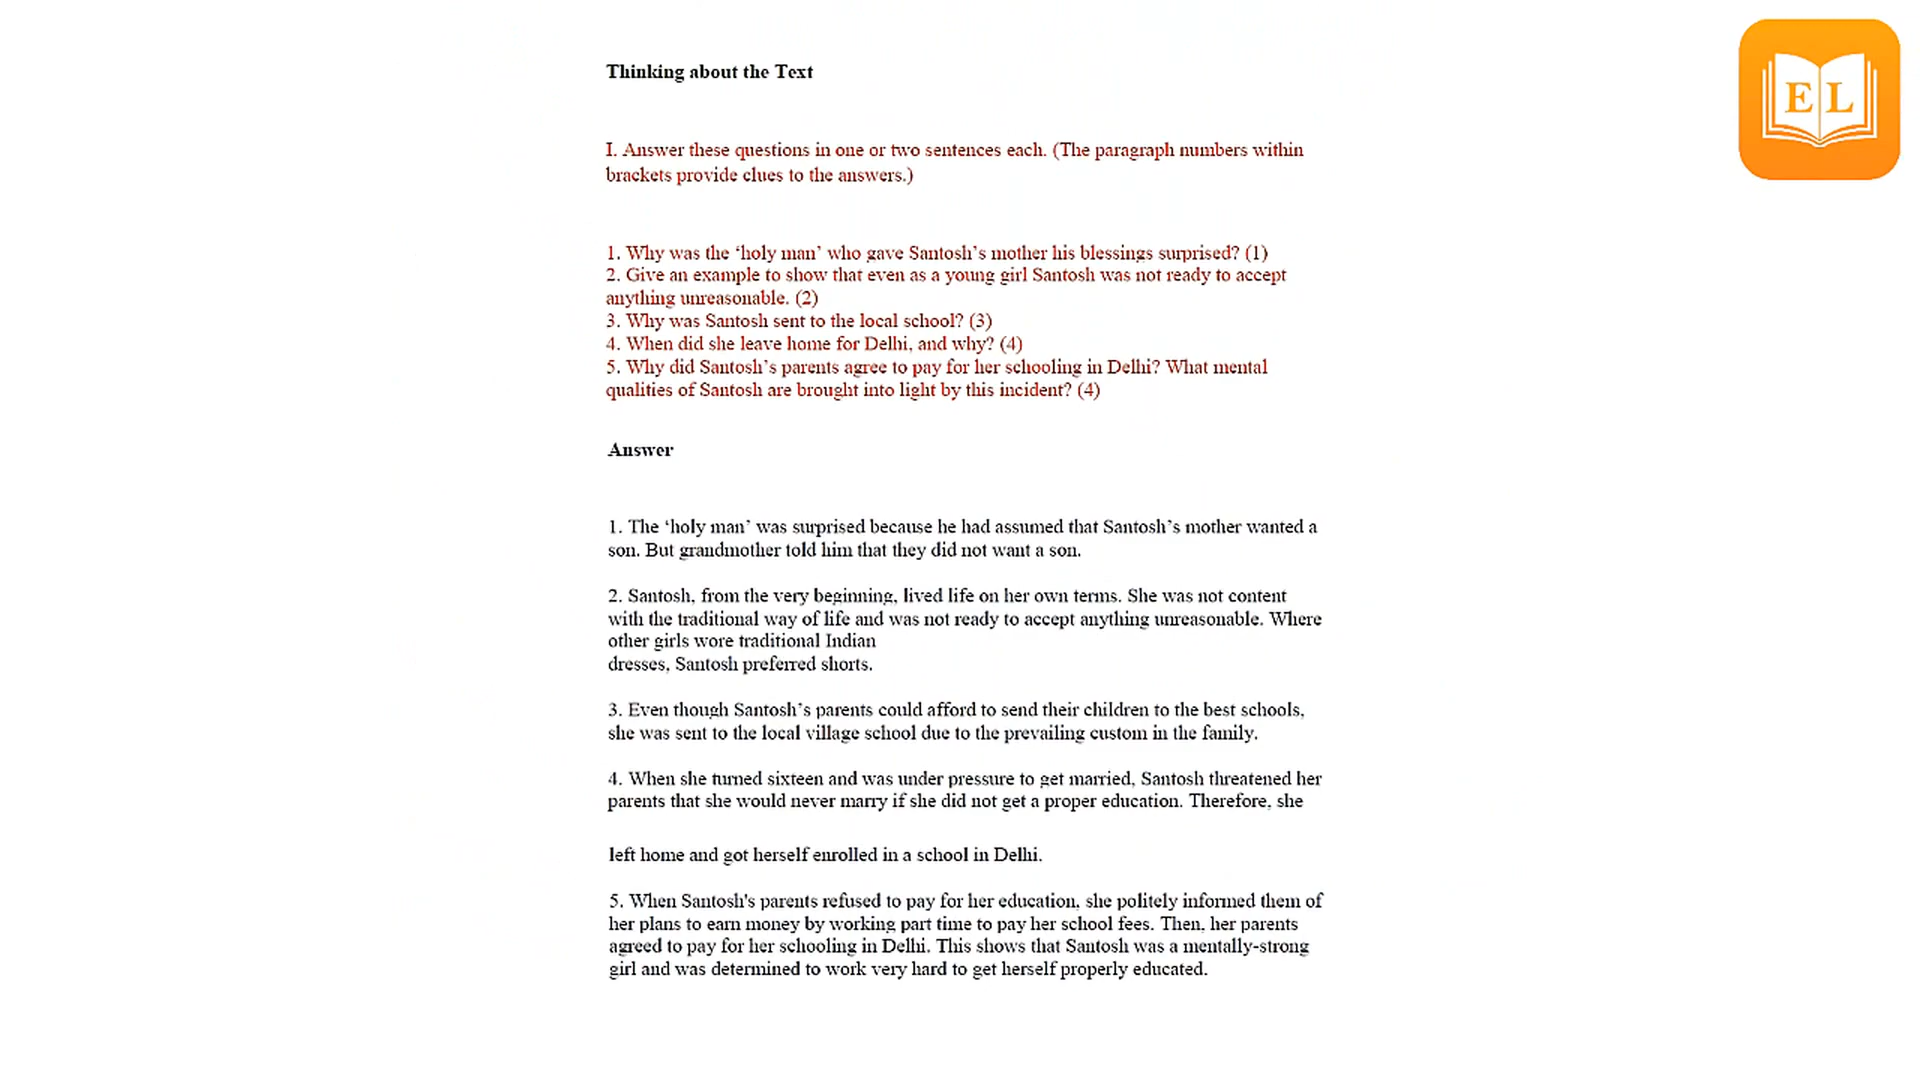 Thinking about the Text
E L
I. Answer these questions in one or two sentences each. (The paragraph numbers within
brackets provide clues to the answers.)
1. Why was the ‘holy man’ who gave Santosh’s mother his blessings surprised? (1)
2. Give an example to show that even as a young girl Santosh was not ready to accept
anything unreasonable. (2)
3. Why was Santosh sent to the local school? (3)
4. When did she leave home for Delhi, and why? (4)
5. Why did Santosh’s parents agree to pay for her schooling in Delhi? What mental
qualities of Santosh are brought into light by this incident? (4)
Answer
1. The ‘holy man’ was surprised because he had assumed that Santosh’s mother wanted a
son. But grandmother told him that they did not want a son.
2. Santosh, from the very beginning, lived life on her own terms. She was not content
with the traditional way of life and was not ready to accept anything unreasonable. Where
other girls wore traditional Indian
dresses, Santosh preferred shorts.
3. Even though Santosh’s parents could afford to send their children to the best schools,
she was sent to the local village school due to the prevailing custom in the family.
4. When she turned sixteen and was under pressure to get married, Santosh threatened her
parents that she would never marry if she did not get a proper education. Therefore, she
left home and got herself enrolled in a school in Delhi.
5. When Santosh's parents refused to pay for her education, she politely informed them of
her plans to earn money by working part time to pay her school fees. Then, her parents
agreed to pay for her schooling in Delhi. This shows that Santosh was a mentally-strong
girl and was determined to work very hard to get herself properly educated.